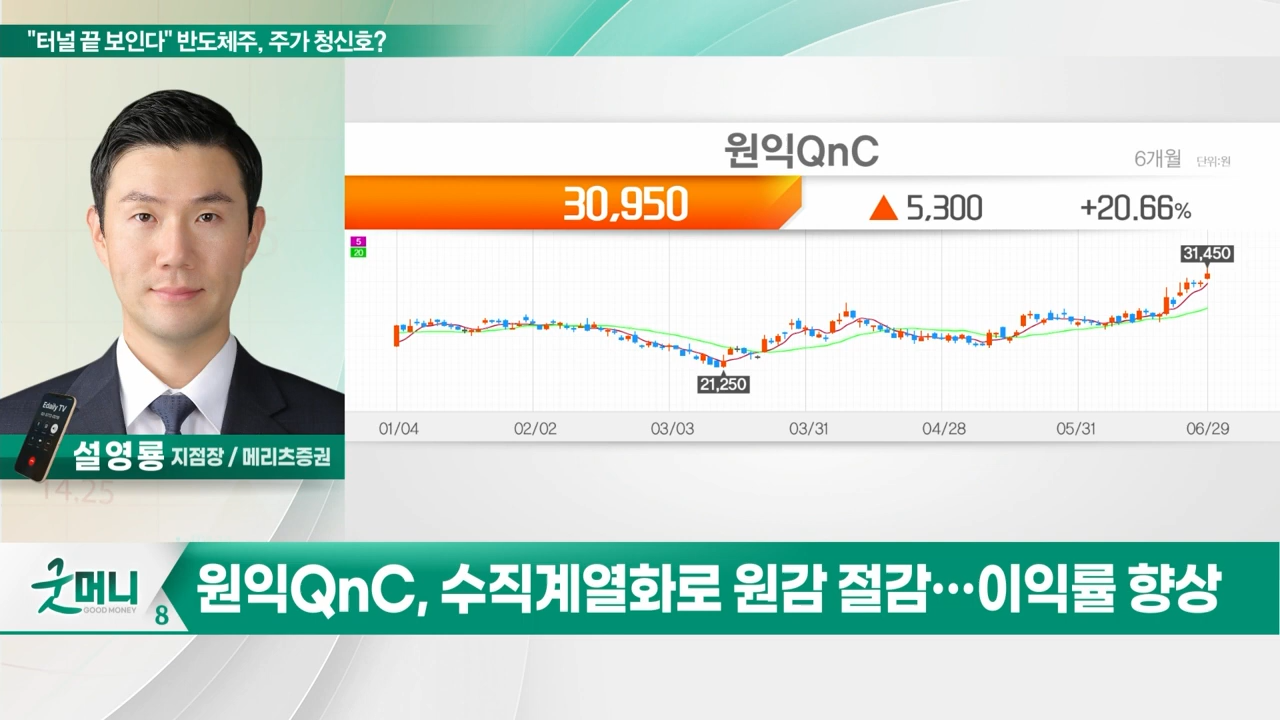 "터널 끝 보인다" 반도체주, 주가 청신호?
원익QnC
6개월 단위:원
30,950 ▲ 5,300 +20.66%
5
20
31,450
21,250
01/04 02/02 03/03 03/31 04/28 05/31 06/29
Edaily TV
설영룡 지점장 / 메리츠증권
14.25
굿머니
GOOD MONEY
8
원익QnC, 수직계열화로 원감 절감…이익률 향상